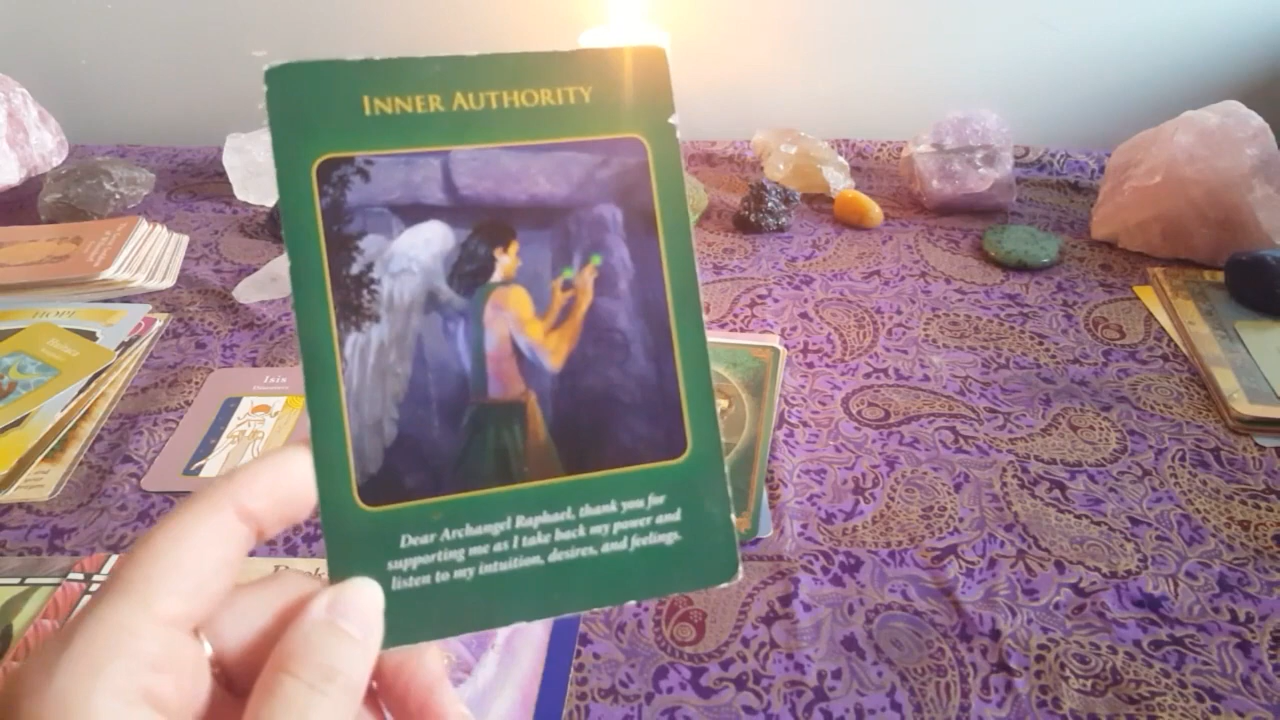 INNER AUTHORITY
Dear Archangel Raphael, thank you for
supporting me as I take back my power and
listen to my intuition, desires, and feelings.
HOPE
Isis